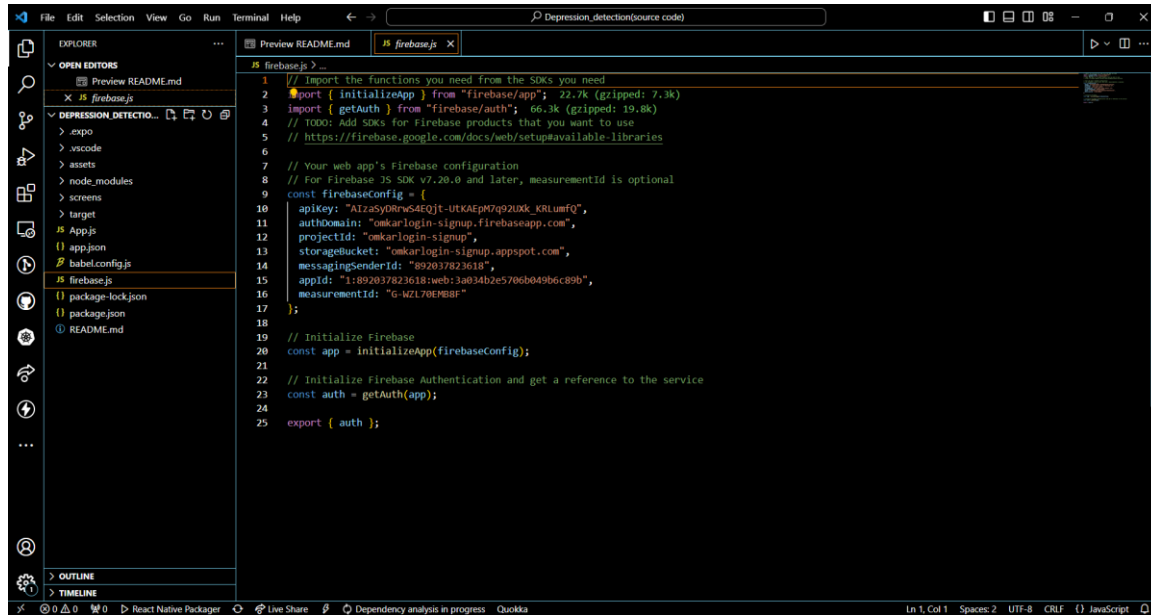 File Edit Selection View Go Run Terminal Help
Depression_detection(source code)
EXPLORER
OPEN EDITORS
Preview README.md
JS firebase.js
DEPRESSION_DETECTIO...
.expo
.vscode
assets
node_modules
screens
target
JS App.js
{} app.json
babel.config.js
JS firebase.js
{} package-lock.json
{} package.json
README.md
OUTLINE
TIMELINE
Preview README.md JS firebase.js
JS firebase.js > ...
1 // Import the functions you need from the SDKs you need
2 import { initializeApp } from "firebase/app"; 22.7k (gzipped: 7.3k)
3 import { getAuth } from "firebase/auth"; 66.3k (gzipped: 19.8k)
4 // TODO: Add SDKs for Firebase products that you want to use
5 // https://firebase.google.com/docs/web/setup#available-libraries
6
7 // Your web app's Firebase configuration
8 // For Firebase JS SDK v7.20.0 and later, measurementId is optional
9 const firebaseConfig = {
10 apiKey: "AIzaSyDRrwS4EQjt-UtKAEpM7q92UXk_KRLumfQ",
11 authDomain: "omkarlogin-signup.firebaseapp.com",
12 projectId: "omkarlogin-signup",
13 storageBucket: "omkarlogin-signup.appspot.com",
14 messagingSenderId: "892037823618",
15 appId: "1:892037823618:web:3a034b2e5706b049b6c89b",
16 measurementId: "G-WZL70EMB8F"
17 };
18
19 // Initialize Firebase
20 const app = initializeApp(firebaseConfig);
21
22 // Initialize Firebase Authentication and get a reference to the service
23 const auth = getAuth(app);
24
25 export { auth };
0 0 0 React Native Packager Live Share Dependency analysis in progress Quokka Ln 1, Col 1 Spaces: 2 UTF-8 CRLF {} JavaScript